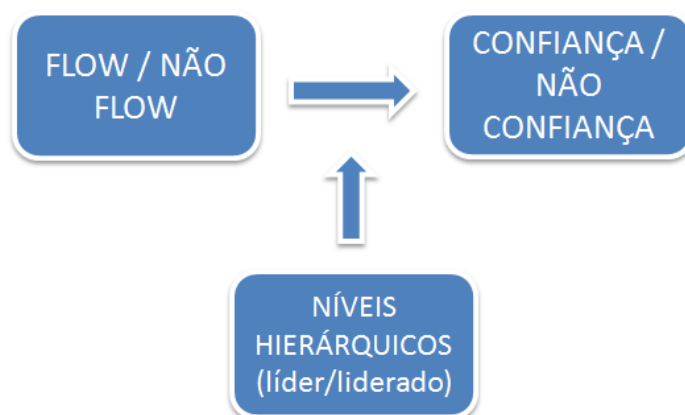 FLOW / NÃO
FLOW
CONFIANÇA /
NÃO
CONFIANÇA
NÍVEIS
HIERÁRQUICOS
(líder/liderado)